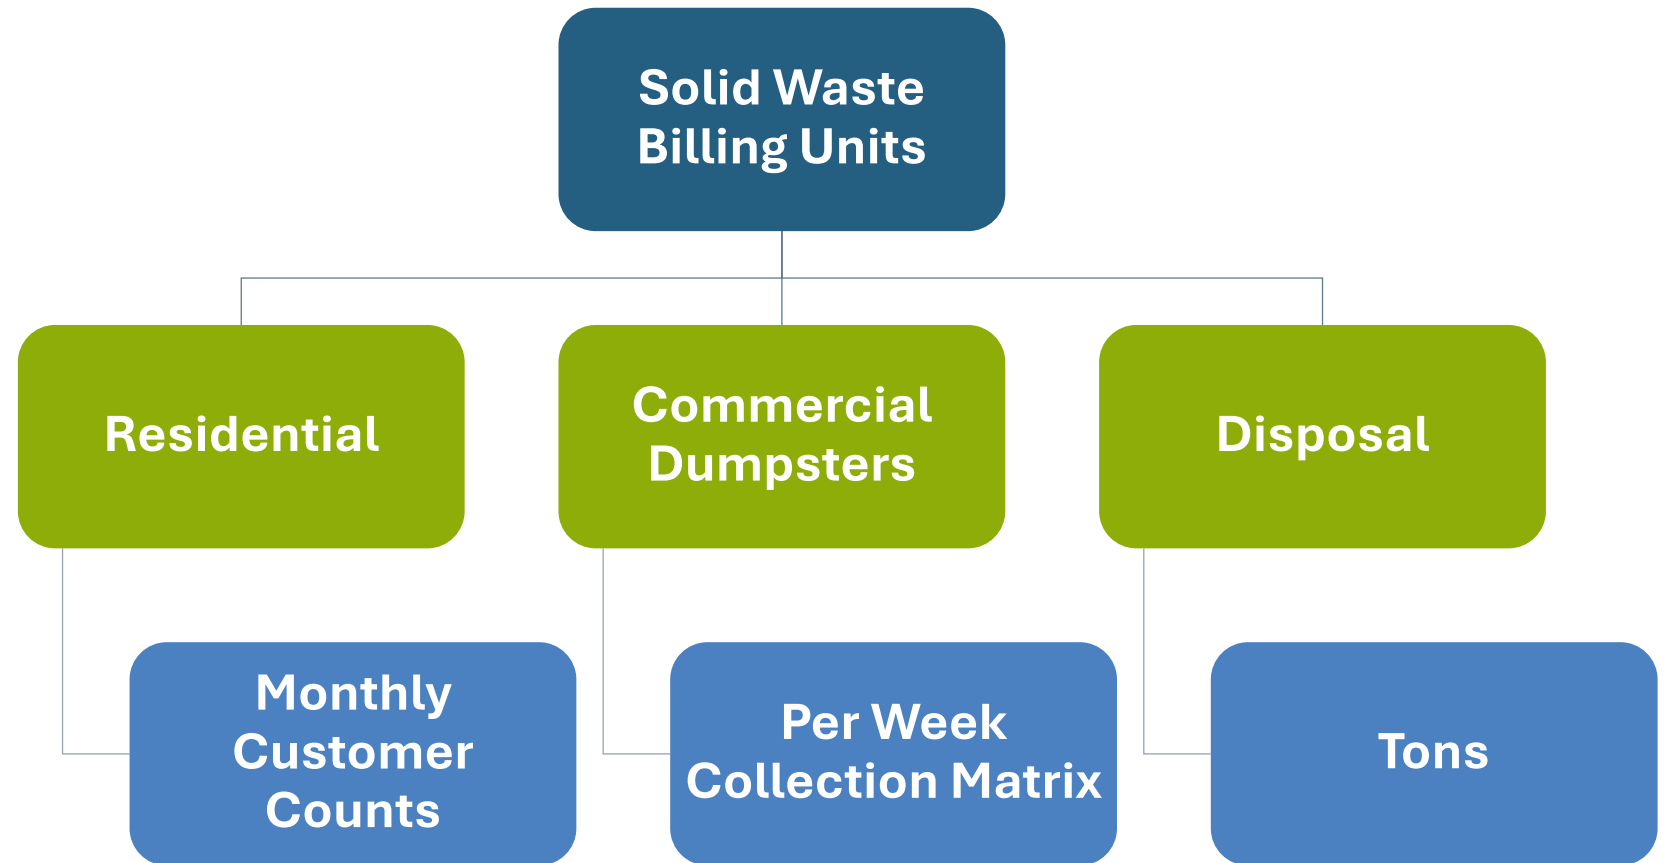 Solid Waste
Billing Units
Residential
Commercial
Dumpsters
Disposal
Monthly
Customer
Counts
Per Week
Collection Matrix
Tons